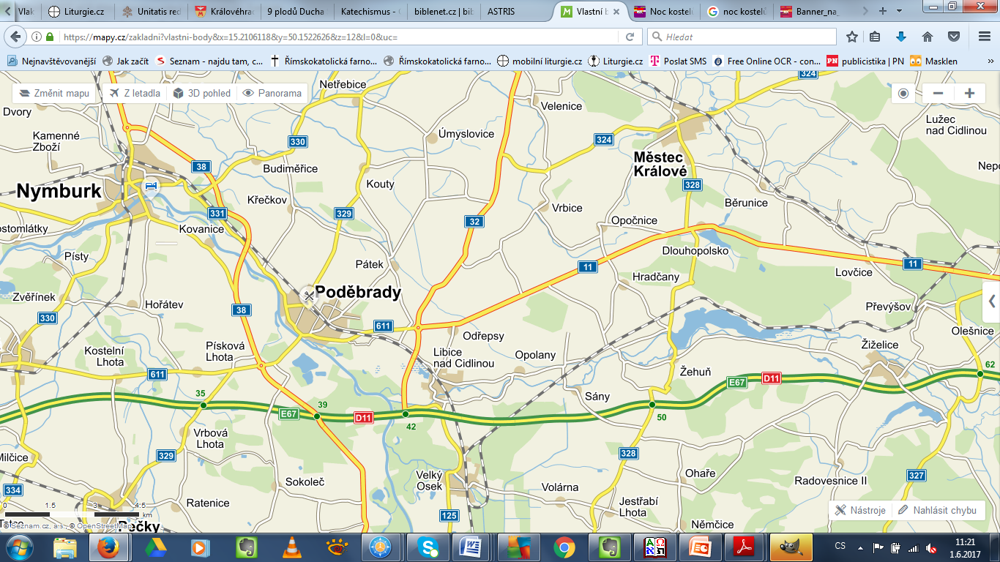 Vlak
Liturgie.cz
Unitatis red
Královéhrad
9 plodů Ducha
Katechismus - 
biblenet.cz | bib
ASTRIS
Vlastní b
Noc kostelů
noc kostelů
Banner_na_
https://mapy.cz/zakladni?vlastni-body&x=15.2106118&y=50.1522626&z=12&l=0&uc=
Hledat
Nejnavštěvovanější
Jak začít
Seznam - najdu tam, c...
Římskokatolická farno...
Římskokatolická farno...
mobilní liturgie.cz
Liturgie.cz
Poslat SMS
Free Online OCR - con...
publicistika | PN
Masklen
»
Změnit mapu
Z letadla
3D pohled
Panorama
Netřebice
324
Velenice
Dvory
Lužec
nad Cidlinou
Kamenné
Zboží
330
Úmyslovice
324
Městec
Králové
38
Budiměřice
Nepo
Kouty
328
Nymburk
Křečkov
Běrunice
331
329
32
Vrbice
Opočnice
ostomlátky
Kovanice
Dlouhopolsko
Písty
Pátek
11
11
Hradčany
Lovčice
Poděbrady
Zvěřínek
Hořátev
38
Převýšov
330
611
Odřepsy
Olešnice
Kostelní
Lhota
Písková
Lhota
Libice
nad Cidlinou
Opolany
Žiželice
62
611
Žehuň
E67
D11
35
39
Sány
E67
D11
42
50
Vrbová
Lhota
Milčice
329
328
Velký
Osek
Ohaře
327
334
Sokoleč
Volárna
Radovesnice II
Ratenice
Jestřabí
Lhota
0
1.5
3
4.5
km
125
Němčice
Nástroje
Nahlásit chybu
© Seznam.cz, a.s., © OpenStreetMap
Pečky
CS
11:21
1.6.2017